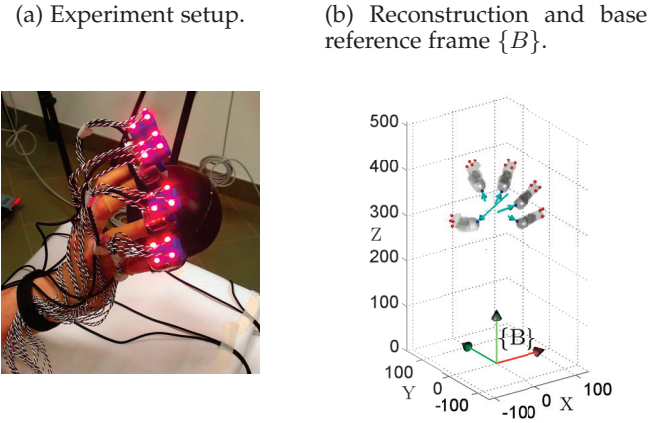 (a) Experiment setup.
(b) Reconstruction and base
reference frame {B}.
500
400
300
Z
200
100
0
{B}
100
0
-100
Y
-100
0
100
X